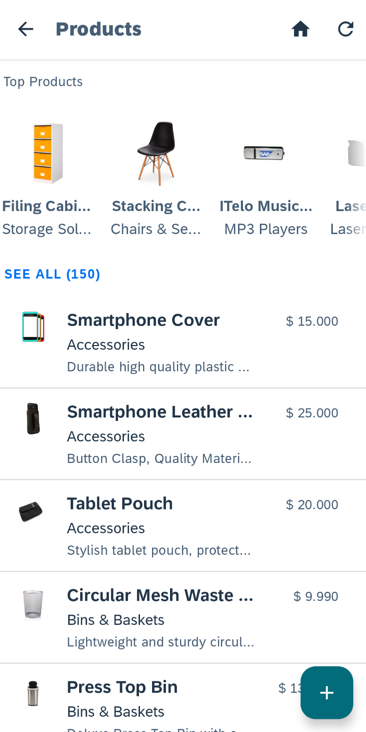 Products
Top Products
Filing Cabi... Stacking C... ITelo Music... Lase
Storage Sol... Chairs & Se... MP3 Players Laser
SEE ALL (150)
Smartphone Cover $ 15.000
Accessories
Durable high quality plastic ...
Smartphone Leather ... $ 25.000
Accessories
Button Clasp, Quality Materi...
Tablet Pouch $ 20.000
Accessories
Stylish tablet pouch, protect...
Circular Mesh Waste ... $ 9.990
Bins & Baskets
Lightweight and sturdy circul...
Press Top Bin $ 13
Bins & Baskets